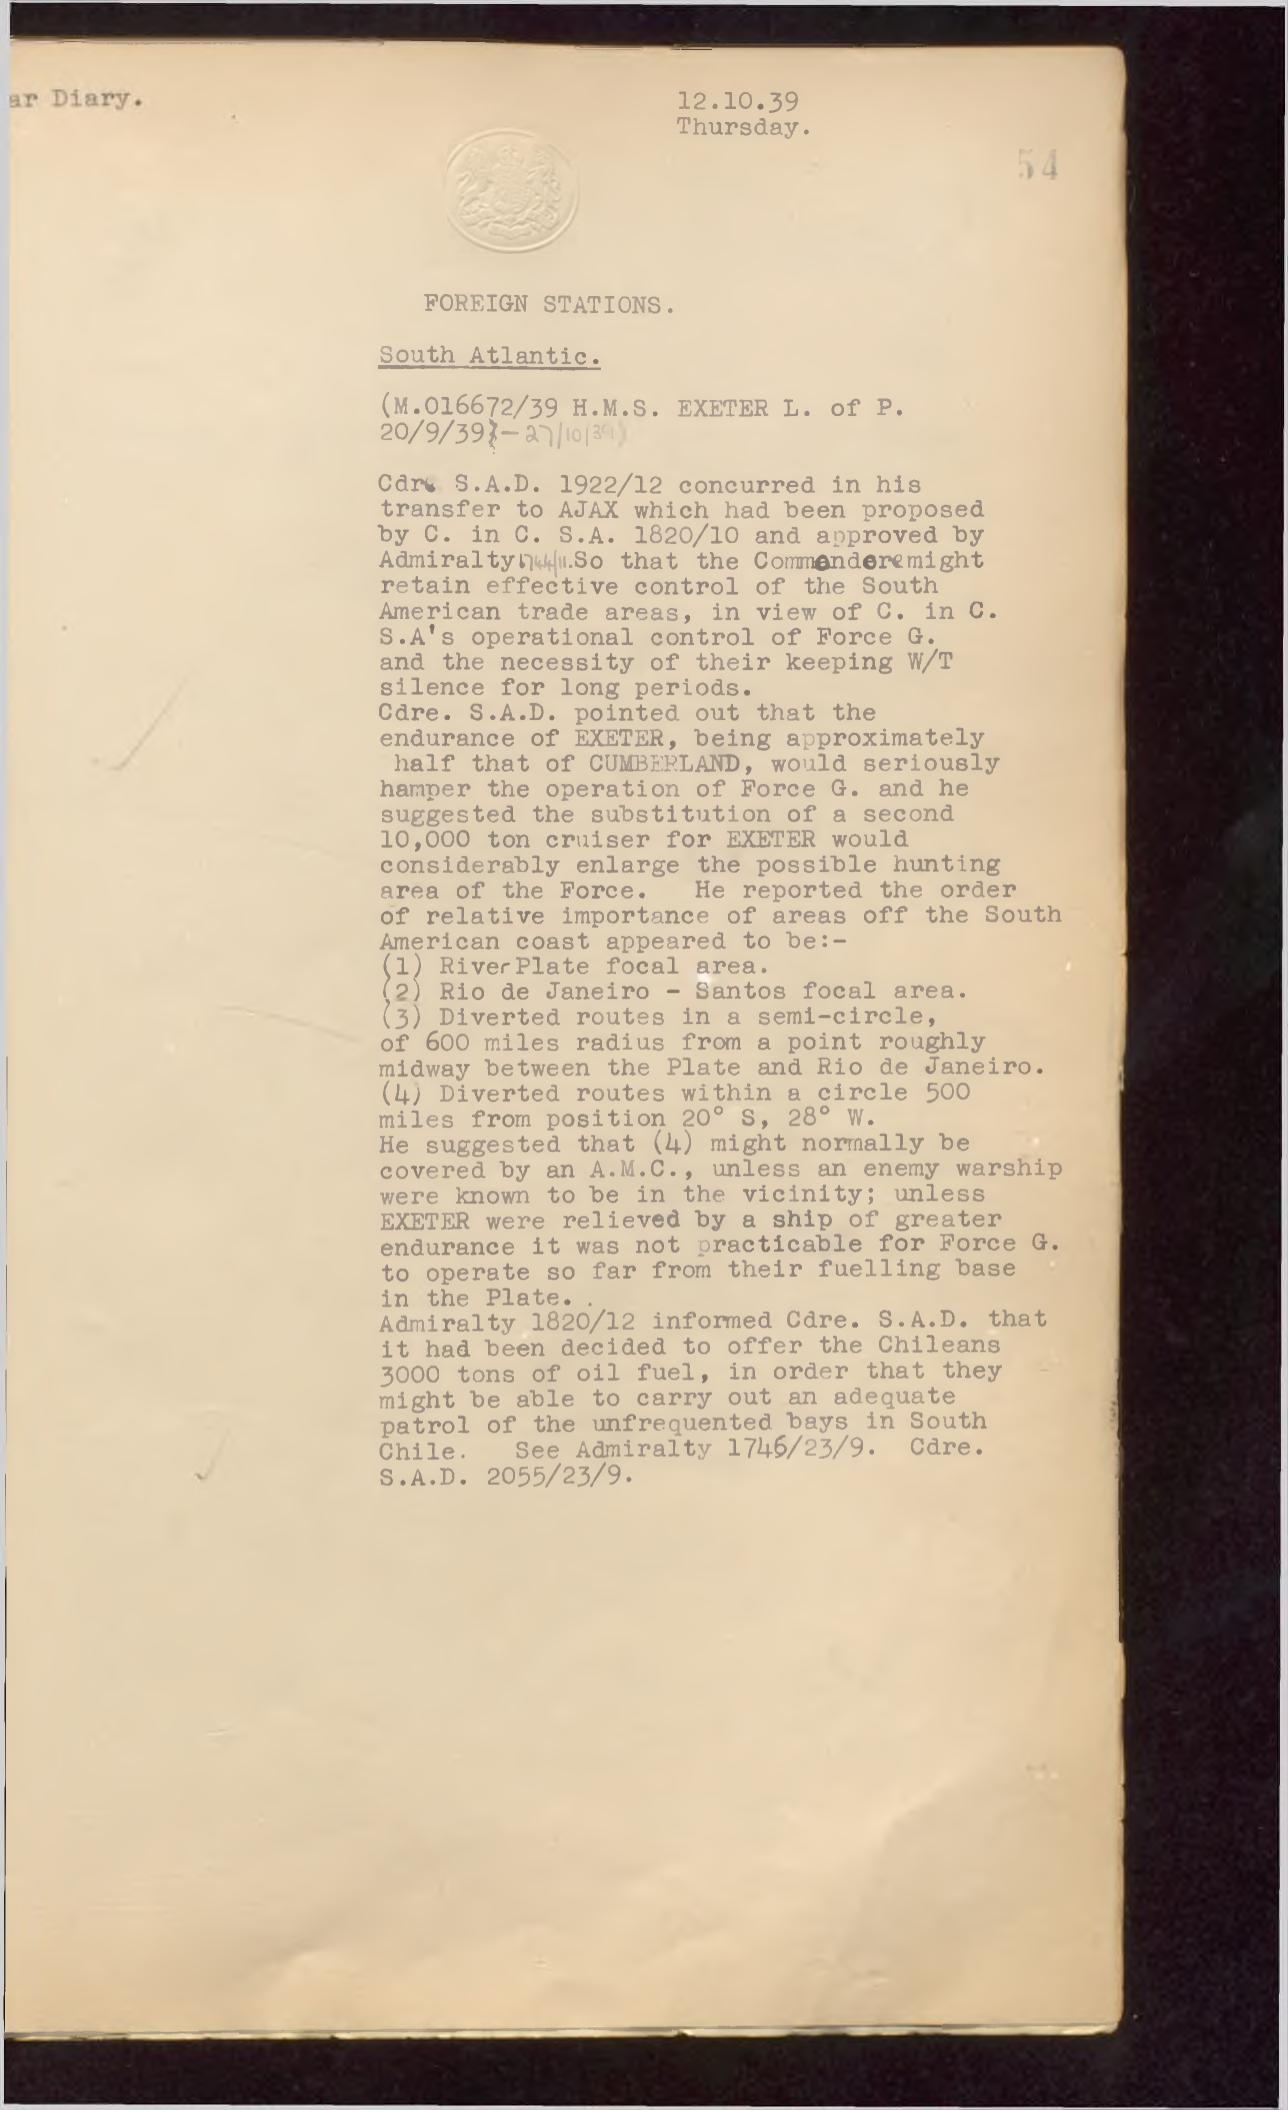 ar Diary.
12.10.39
Thursday.
54
FOREIGN STATIONS.
South Atlantic.
(M.016672/39 H.M.S. EXETER L. of P.
20/9/39}-27/10/39)
Cdre S.A.D. 1922/12 concurred in his
transfer to AJAX which had been proposed
by C. in C. S.A. 1820/10 and approved by
Admiralty 1744/11. So that the Commodore might
retain effective control of the South
American trade areas, in view of C. in C.
S.A's operational control of Force G.
and the necessity of their keeping W/T
silence for long periods.
Cdre. S.A.D. pointed out that the
endurance of EXETER, being approximately
half that of CUMBERLAND, would seriously
hamper the operation of Force G. and he
suggested the substitution of a second
10,000 ton cruiser for EXETER would
considerably enlarge the possible hunting
area of the Force. He reported the order
of relative importance of areas off the South
American coast appeared to be:-
(1) River Plate focal area.
(2) Rio de Janeiro - Santos focal area.
(3) Diverted routes in a semi-circle,
of 600 miles radius from a point roughly
midway between the Plate and Rio de Janeiro.
(4) Diverted routes within a circle 500
miles from position 20° S, 28° W.
He suggested that (4) might normally be
covered by an A.M.C., unless an enemy warship
were known to be in the vicinity; unless
EXETER were relieved by a ship of greater
endurance it was not practicable for Force G.
to operate so far from their fuelling base
in the Plate. .
Admiralty 1820/12 informed Cdre. S.A.D. that
it had been decided to offer the Chileans
3000 tons of oil fuel, in order that they
might be able to carry out an adequate
patrol of the unfrequented bays in South
Chile. See Admiralty 1746/23/9. Cdre.
S.A.D. 2055/23/9.